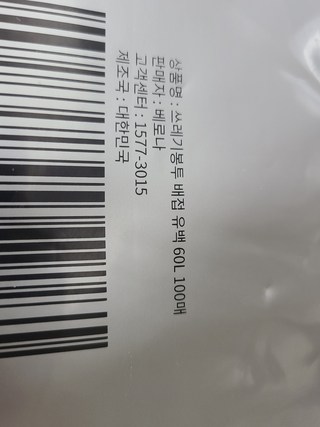 상품명 : 쓰레기봉투 배접 유백 60L 100매
판매자 : 베로나
고객센터 : 1577-3015
제조국 : 대한민국